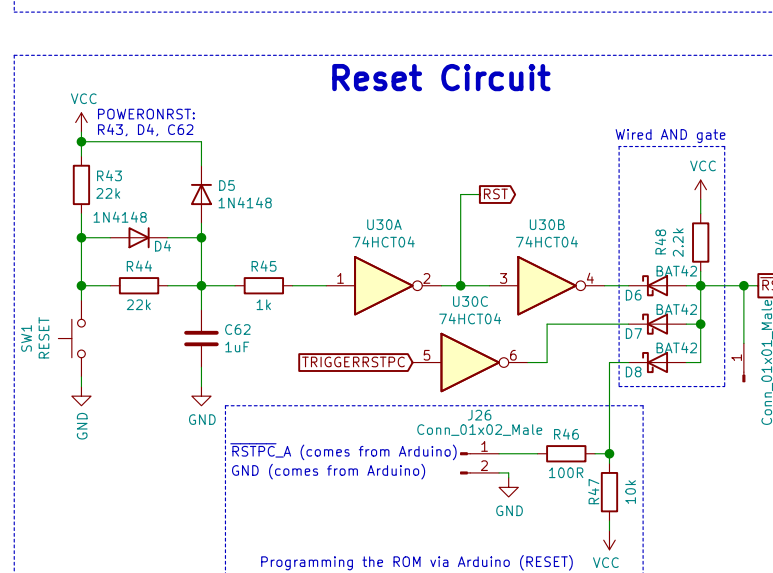 Reset Circuit
VCC
POWERONRST:
R43, D4, C62
Wired AND gate
VCC
R43
22k
D5
1N4148
RST
1N4148
D4
U30A
74HCT04
U30B
74HCT04
R48
2.2k
R44
22k
R45
1k
1
2
3
4
BAT42
D6
U30C
74HCT04
BAT42
D7
SW1
RESET
C62
1uF
TRIGGERRSTPC
5
6
BAT42
D8
1
Conn_01x01_Male
GND
GND
J26
Conn_01x02_Male
RSTPC_A (comes from Arduino)
1
R46
100R
GND (comes from Arduino)
2
R47
10k
GND
Programming the ROM via Arduino (RESET)
VCC